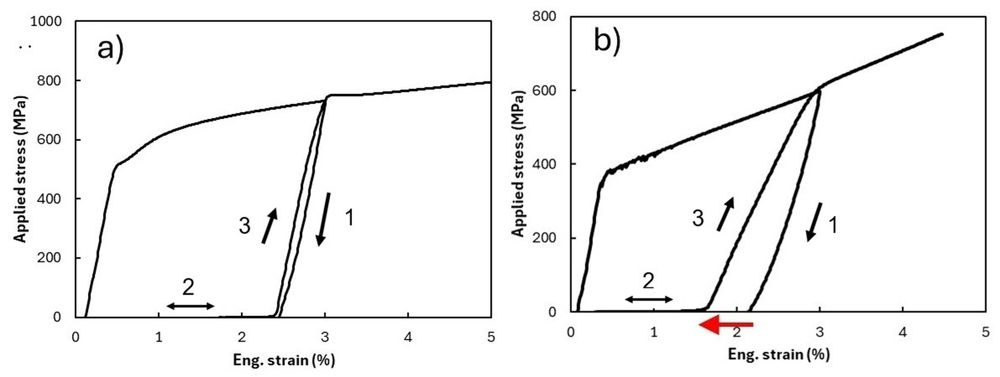 a)
Applied stress (MPa)
1000
800
600
400
200
0
3
1
2
0 1 2 3 4 5
Eng. strain (%)
b)
Applied stress (MPa)
800
600
400
200
0
3
1
2
0 1 2 3 4 5
Eng. strain (%)